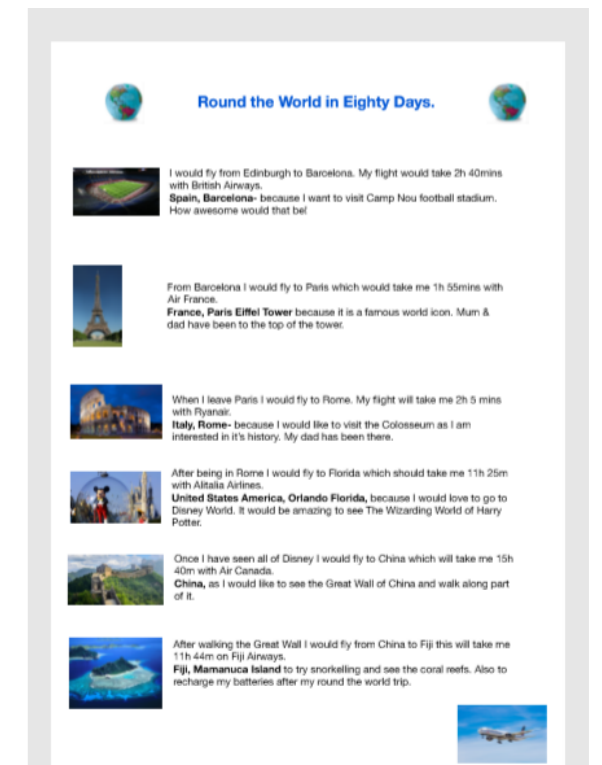 Round the World in Eighty Days.
I would fly from Edinburgh to Barcelona. My flight would take 2h 40mins
with British Airways.
Spain, Barcelona- because I want to visit Camp Nou football stadium.
How awesome would that be!
From Barcelona I would fly to Paris which would take me 1h 55mins with
Air France.
France, Paris Eiffel Tower because it is a famous world icon. Mum &
dad have been to the top of the tower.
When I leave Paris I would fly to Rome. My flight will take me 2h 5 mins
with Ryanair.
Italy, Rome- because I would like to visit the Colosseum as I am
interested in it's history. My dad has been there.
After being in Rome I would fly to Florida which should take me 11h 25m
with Alitalia Airlines.
United States America, Orlando Florida, because I would love to go to
Disney World. It would be amazing to see The Wizarding World of Harry
Potter.
Once I have seen all of Disney I would fly to China which will take me 15h
40m with Air Canada.
China, as I would like to see the Great Wall of China and walk along part
of it.
After walking the Great Wall I would fly from China to Fiji this will take me
11h 44m on Fiji Airways.
Fiji, Mamanuca Island to try snorkelling and see the coral reefs. Also to
recharge my batteries after my round the world trip.